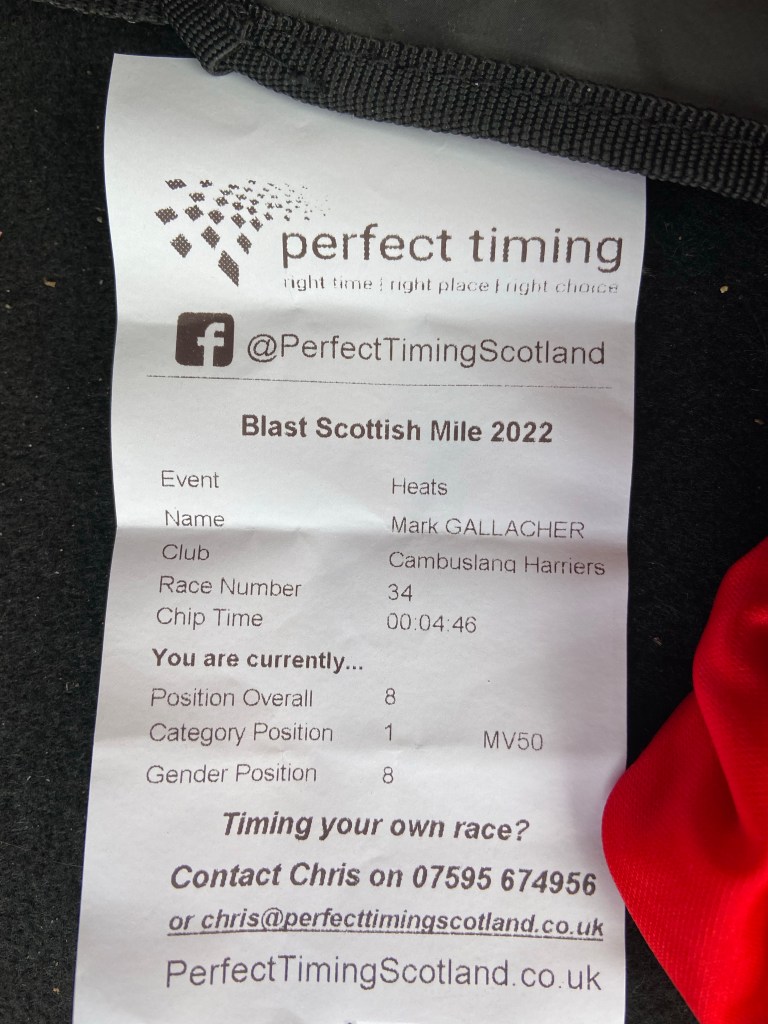 perfect timing
right time | right place | right choice
f @PerfectTimingScotland
Blast Scottish Mile 2022
Event Heats
Name Mark GALLACHER
Club Cambuslang Harriers
Race Number 34
Chip Time 00:04:46
You are currently...
Position Overall 8
Category Position 1 MV50
Gender Position 8
Timing your own race?
Contact Chris on 07595 674956
or chris@perfecttimingscotland.co.uk
PerfectTimingScotland.co.uk